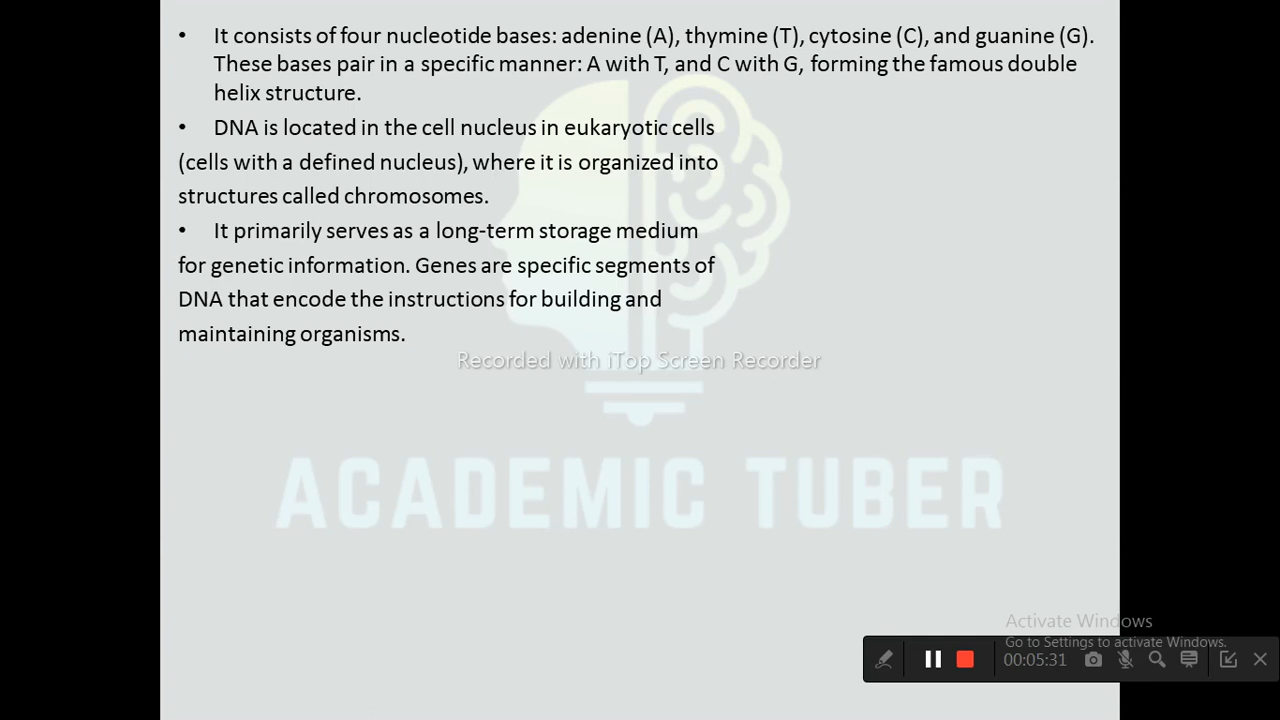 • It consists of four nucleotide bases: adenine (A), thymine (T), cytosine (C), and guanine (G).
These bases pair in a specific manner: A with T, and C with G, forming the famous double
helix structure.
• DNA is located in the cell nucleus in eukaryotic cells
(cells with a defined nucleus), where it is organized into
structures called chromosomes.
• It primarily serves as a long-term storage medium
for genetic information. Genes are specific segments of
DNA that encode the instructions for building and
maintaining organisms.
Recorded with iTop Screen Recorder
ACADEMIC TUBER
Activate Windows
Go to Settings to activate Windows.
00:05:31